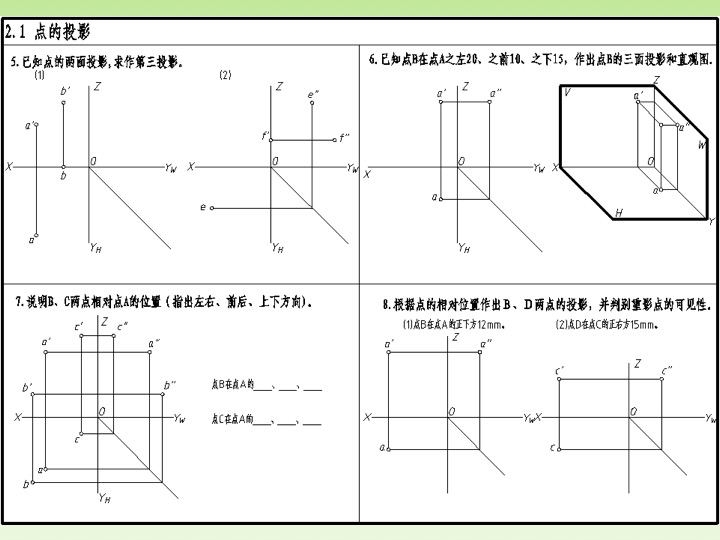 2.1 点的投影
5.已知点的两面投影,求作第三投影。
(1)
(2)
b'
Z
a'
X
O
Y_W
b
a
Y_H
Z
e"
f'
f"
X
O
Y_W
e
Y_H
6.已知点B在点A之左20、之前10、之下15，作出点B的三面投影和直观图.
a'
Z
a"
X
O
Y_W
a
Y_H
Z
V
a'
a"
W
X
O
a
H
Y
7.说明B、C两点相对点A的位置（指出左右、前后、上下方向)。
c'
Z
c"
a'
a"
b'
b"
X
O
Y_W
c
a
b
Y_H
点B在点A的____、____、____
点C在点A的____、____、____
8.根据点的相对位置作出B、D两点的投影，并判别重影点的可见性。
(1)点B在点A的正下方12mm。
(2)点D在点C的正右方15mm。
a'
Z
a"
X
O
Y_W
a
c'
Z
c"
X
O
Y_W
c